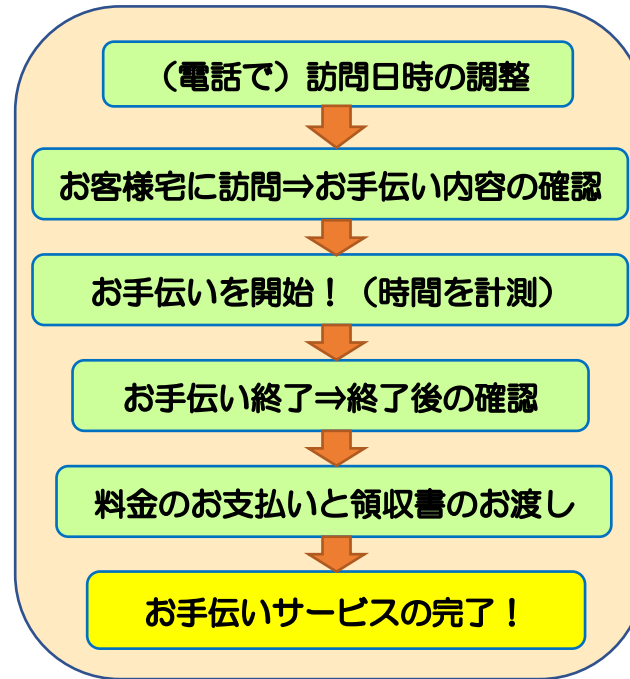 （電話で）訪問日時の調整
お客様宅に訪問⇒お手伝い内容の確認
お手伝いを開始！（時間を計測）
お手伝い終了⇒終了後の確認
料金のお支払いと領収書のお渡し
お手伝いサービスの完了！